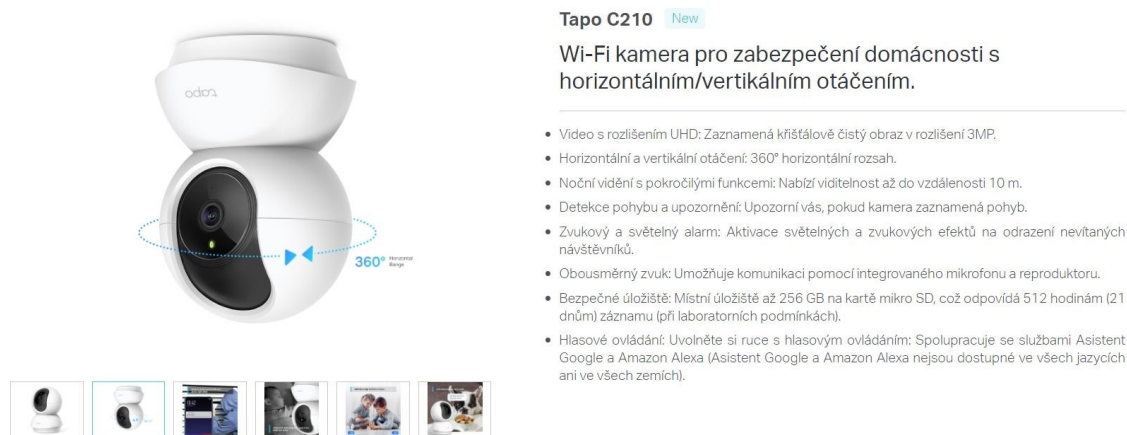 Tapo C210 New
Wi-Fi kamera pro zabezpečení domácnosti s
horizontálním/vertikálním otáčením.
tapo
360° Horizontal
Range
• Video s rozlišením UHD: Zaznamená křišťálově čistý obraz v rozlišení 3MP.
• Horizontální a vertikální otáčení: 360° horizontální rozsah.
• Noční vidění s pokročilými funkcemi: Nabízí viditelnost až do vzdálenosti 10 m.
• Detekce pohybu a upozornění: Upozorní vás, pokud kamera zaznamená pohyb.
• Zvukový a světelný alarm: Aktivace světelných a zvukových efektů na odrazení nevítaných
návštěvníků.
• Obousměrný zvuk: Umožňuje komunikaci pomocí integrovaného mikrofonu a reproduktoru.
• Bezpečné úložiště: Místní úložiště až 256 GB na kartě mikro SD, což odpovídá 512 hodinám (21
dnům) záznamu (při laboratorních podmínkách).
• Hlasové ovládání: Uvolněte si ruce s hlasovým ovládáním: Spolupracuje se službami Asistent
Google a Amazon Alexa (Asistent Google a Amazon Alexa nejsou dostupné ve všech jazycích
ani ve všech zemích).